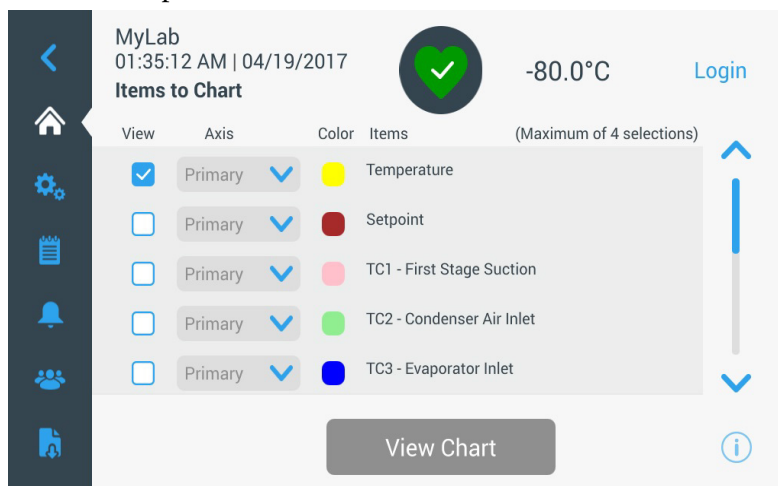 MyLab
01:35:12 AM | 04/19/2017
Items to Chart
-80.0°C
Login
View Axis Color Items (Maximum of 4 selections)
Primary Temperature
Primary Setpoint
Primary TC1 - First Stage Suction
Primary TC2 - Condenser Air Inlet
Primary TC3 - Evaporator Inlet
View Chart